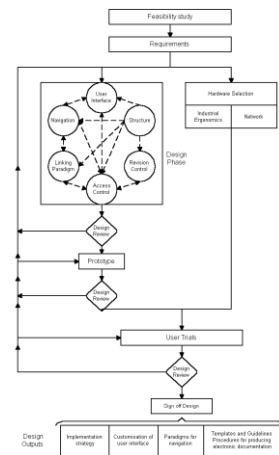 Feasibility study
Requirements
User
Interface
Navigation
Structure
Linking
Paradigm
Revision
Control
Access
Control
Design
Phase
Hardware Selection
Industrial
Ergonomics
Network
Design
Review
Prototype
Design
Review
User Trials
Design
Review
Sign off Design
Design
Outputs
Implementation
strategy
Customisation of
user interface
Paradigms for
navigation
Templates and Guidelines
Procedures for producing
electronic documentation